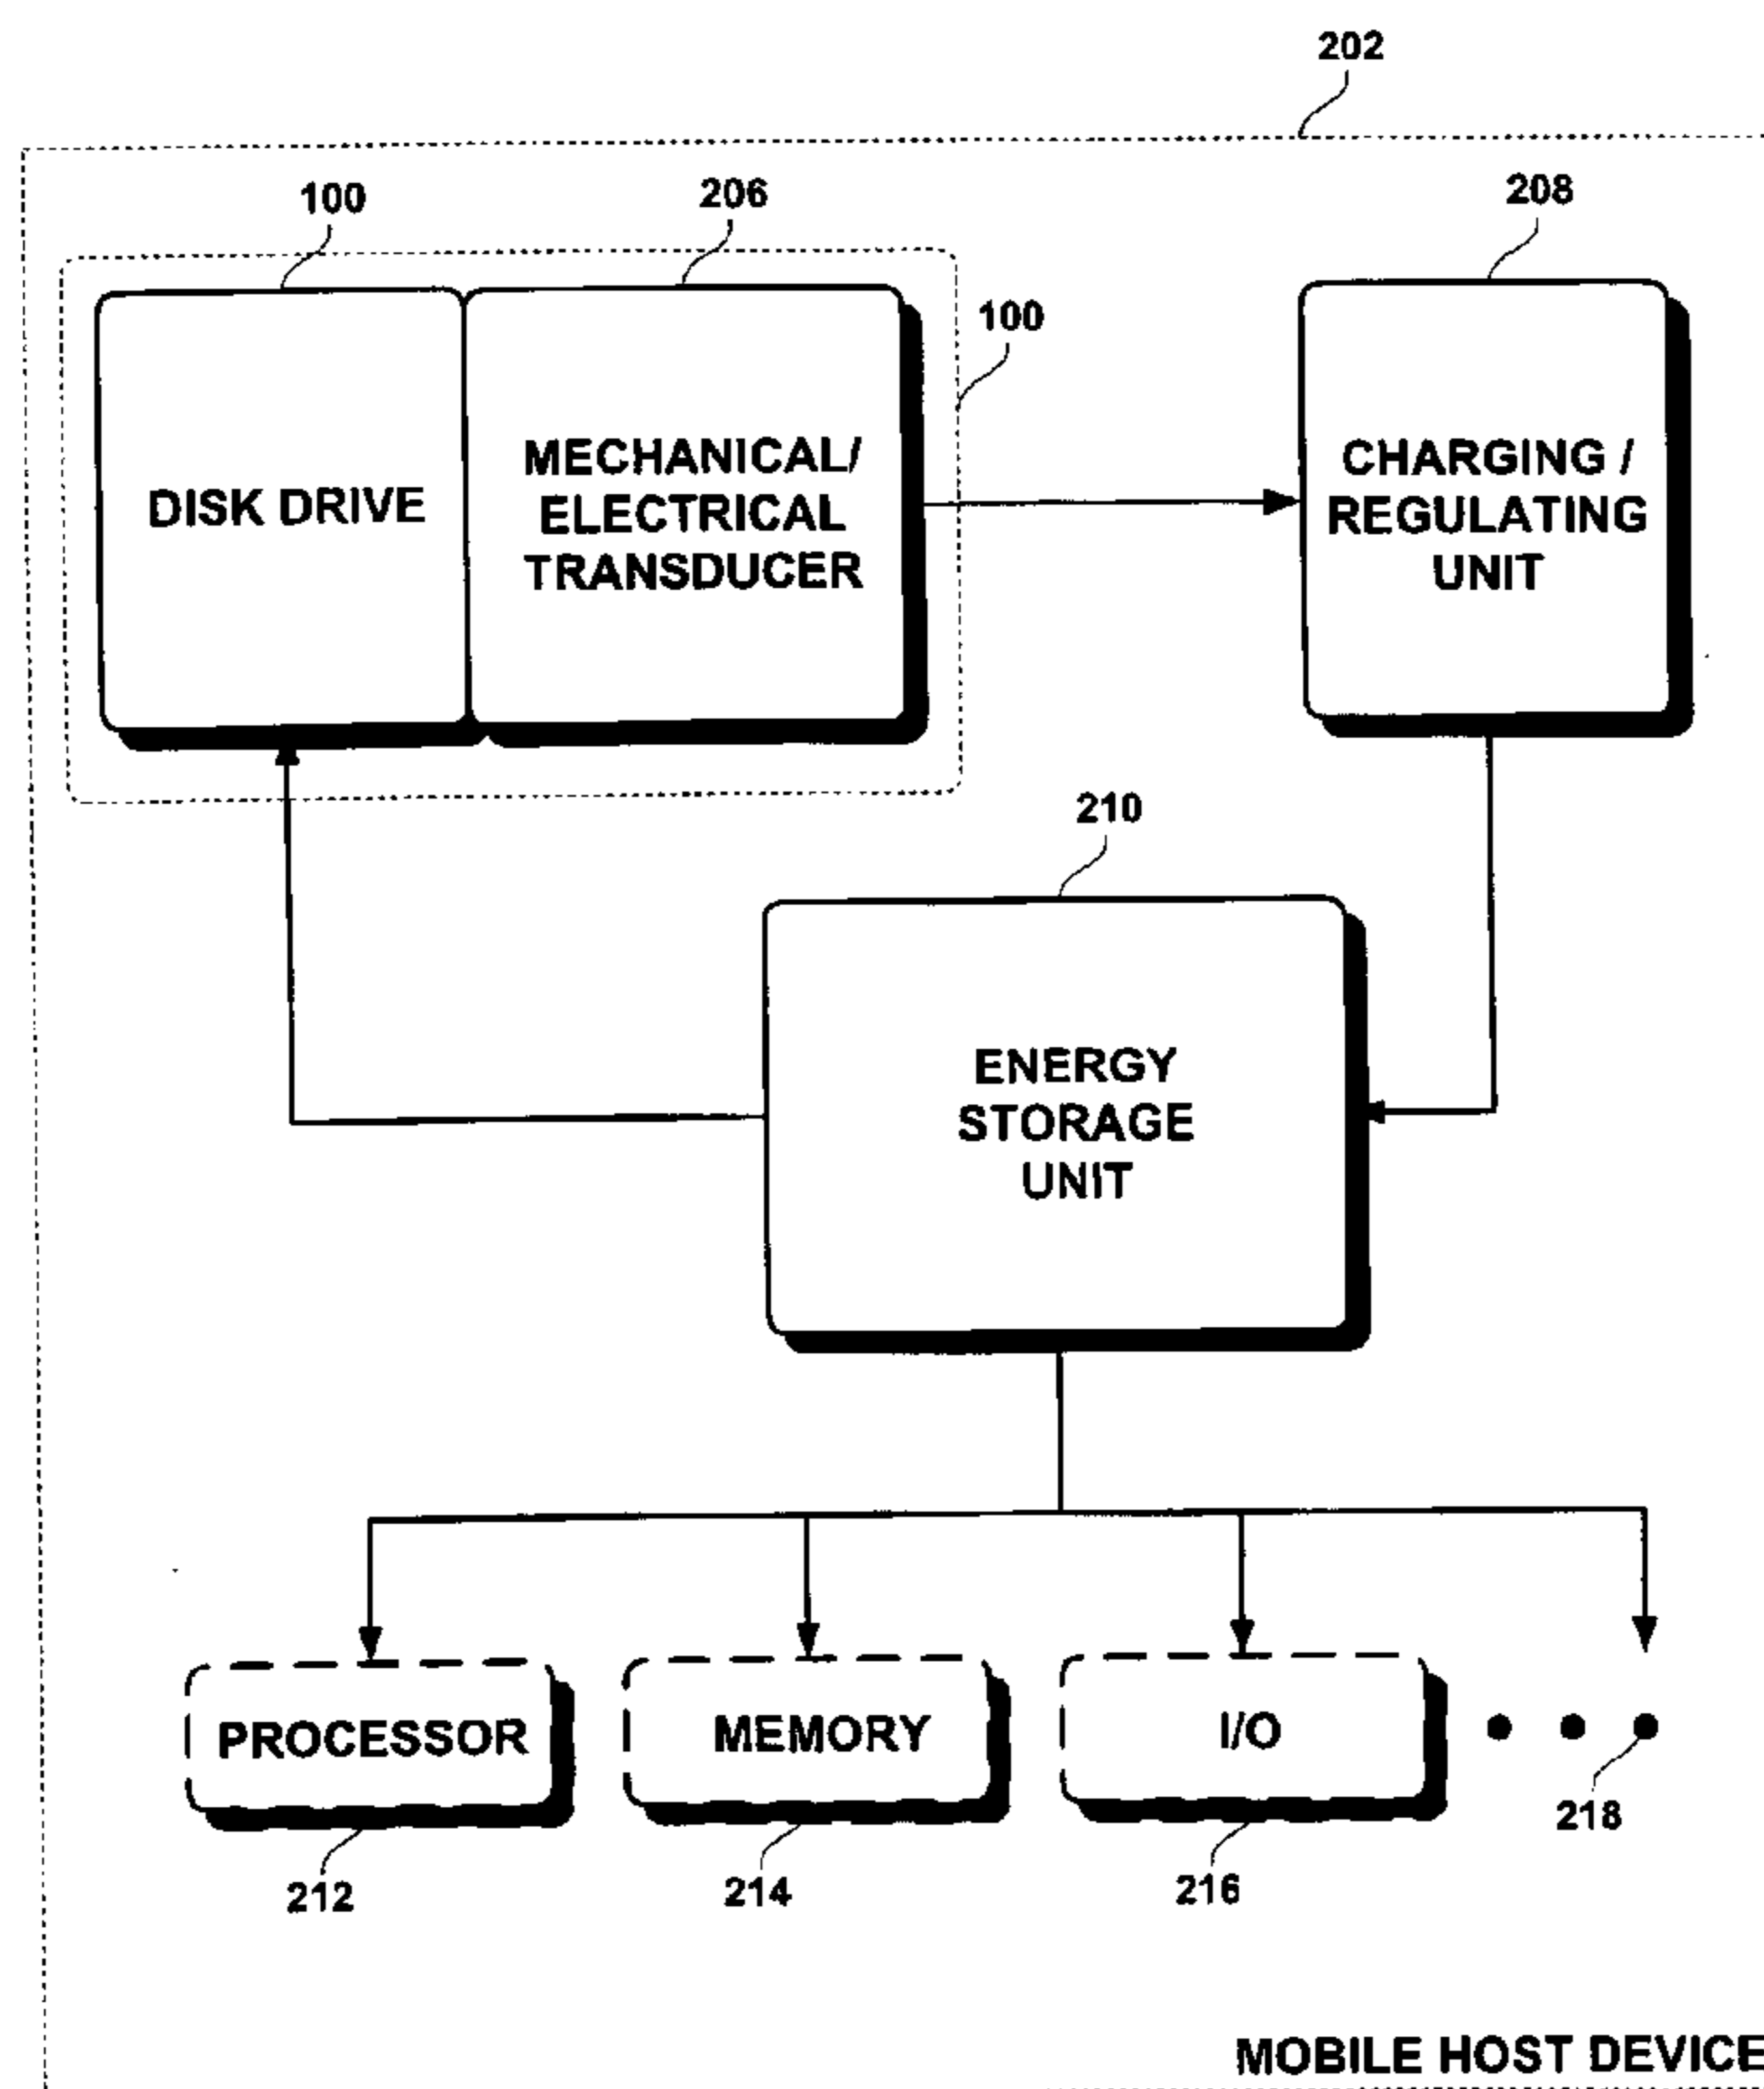 202
100
206
208
100
DISK DRIVE
MECHANICAL/
ELECTRICAL
TRANSDUCER
CHARGING /
REGULATING
UNIT
210
ENERGY
STORAGE
UNIT
PROCESSOR
MEMORY
I/O
218
212
214
216
MOBILE HOST DEVICE